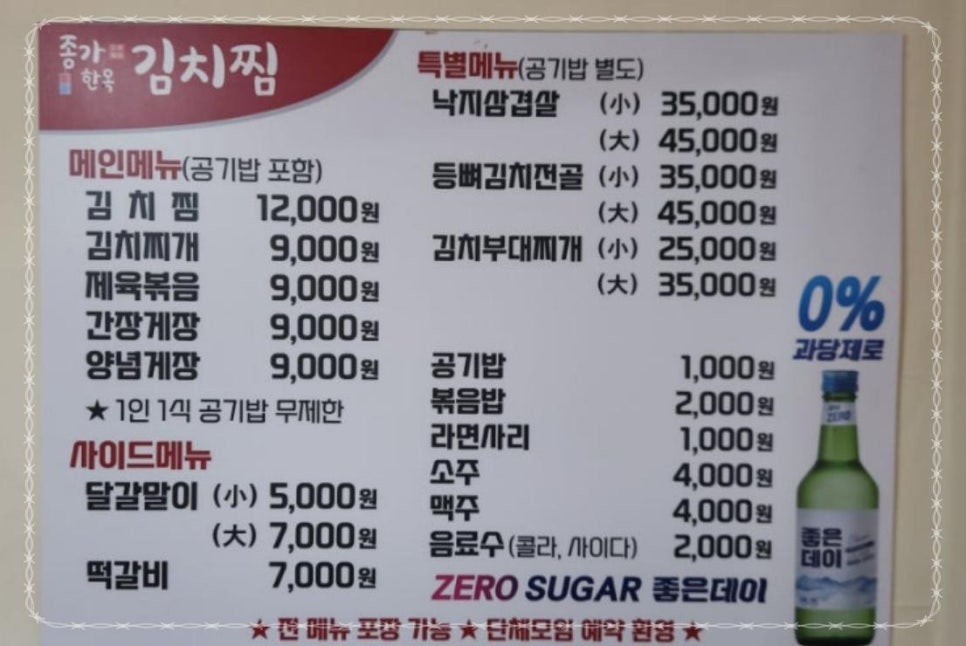 종가
한옥
김치찜
메인메뉴(공기밥 포함)
김 치 찜 12,000원
김치찌개 9,000원
제육볶음 9,000원
간장게장 9,000원
양념게장 9,000원
★ 1인 1식 공기밥 무제한
사이드메뉴
달걀말이 (小) 5,000원
(大) 7,000원
떡갈비 7,000원
특별메뉴(공기밥 별도)
낙지삼겹살 (小) 35,000원
(大) 45,000원
등뼈김치전골 (小) 35,000원
(大) 45,000원
김치부대찌개 (小) 25,000원
(大) 35,000원
공기밥 1,000원
볶음밥 2,000원
라면사리 1,000원
소주 4,000원
맥주 4,000원
음료수(콜라, 사이다) 2,000원
ZERO SUGAR 좋은데이
0%
과당제로
ZERO
좋은
데이
★ 전 메뉴 포장 가능 ★ 단체모임 예약 환영 ★